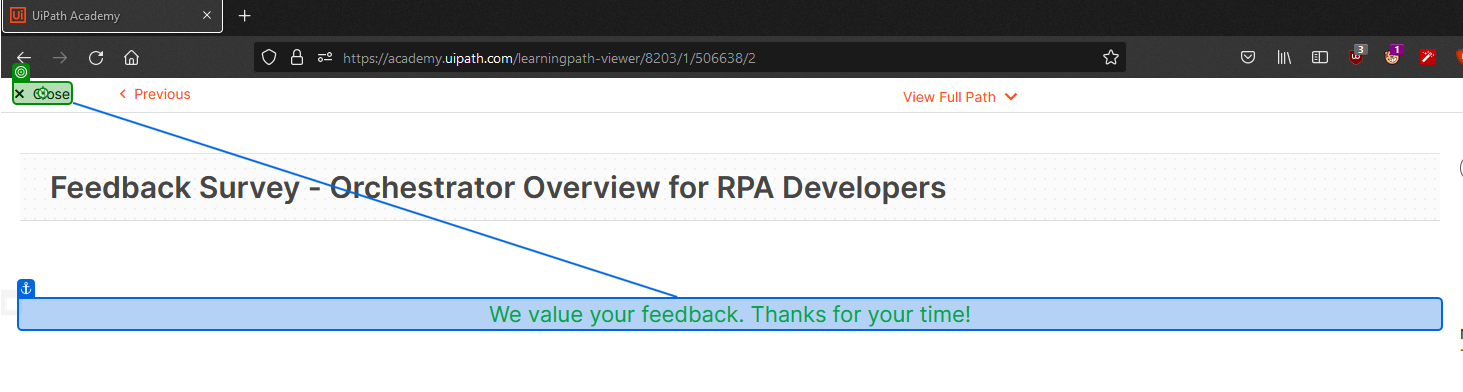 Ui UiPath Academy
https://academy.uipath.com/learningpath-viewer/8203/1/506638/2
3
1
Close
Previous
View Full Path
Feedback Survey - Orchestrator Overview for RPA Developers
We value your feedback. Thanks for your time!